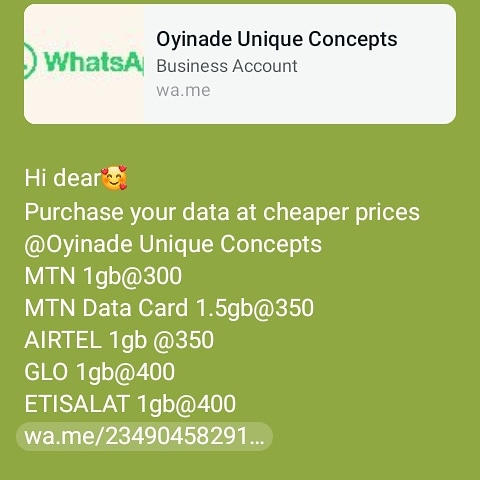 WhatsA
Oyinade Unique Concepts
Business Account
wa.me
Hi dear🥰
Purchase your data at cheaper prices
@Oyinade Unique Concepts
MTN 1gb@300
MTN Data Card 1.5gb@350
AIRTEL 1gb @350
GLO 1gb@400
ETISALAT 1gb@400
wa.me/23490458291...